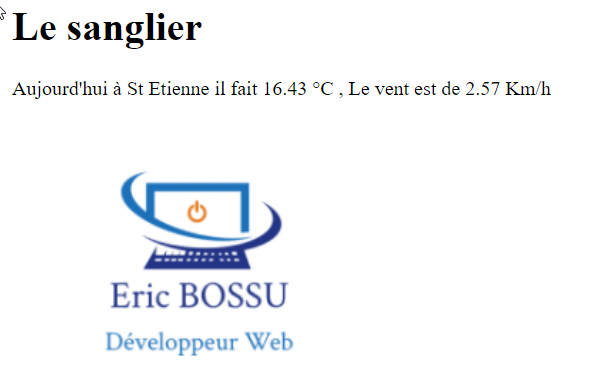 Le sanglier
Aujourd'hui à St Etienne il fait 16.43 °C , Le vent est de 2.57 Km/h
Eric BOSSU
Développeur Web